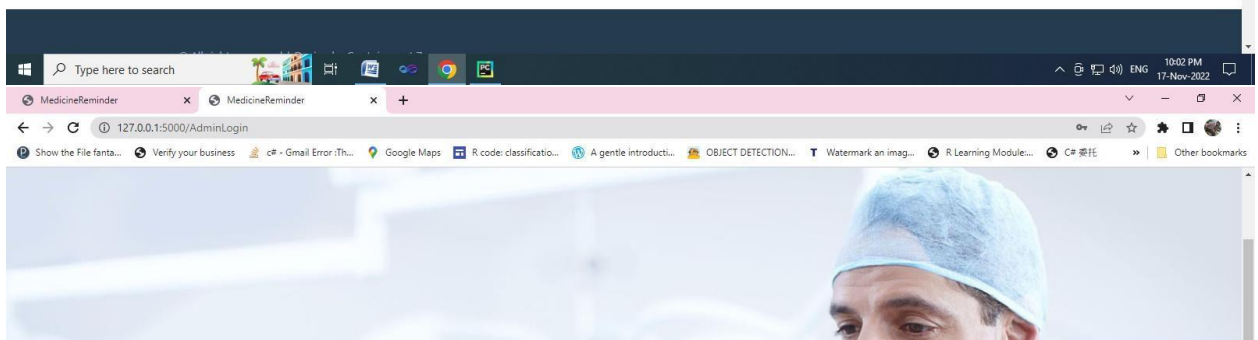 Type here to search
ENG
10:02 PM
17-Nov-2022
MedicineReminder
MedicineReminder
127.0.0.1:5000/AdminLogin
Show the File fanta...
Verify your business
c# - Gmail Error :Th...
Google Maps
R code: classificatio...
A gentle introducti...
OBJECT DETECTION...
Watermark an imag...
R Learning Module:...
C# 委托
»
Other bookmarks